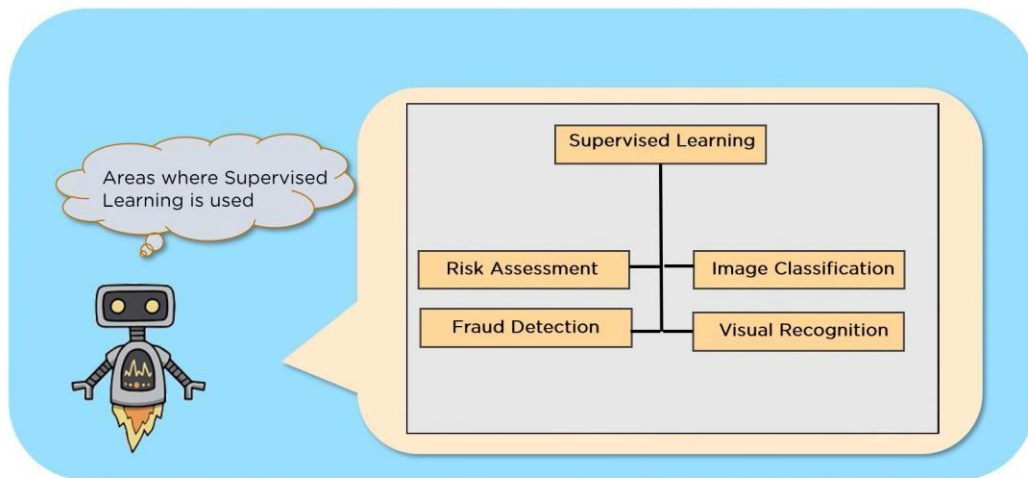 Areas where Supervised
Learning is used
Supervised Learning
Risk Assessment
Image Classification
Fraud Detection
Visual Recognition